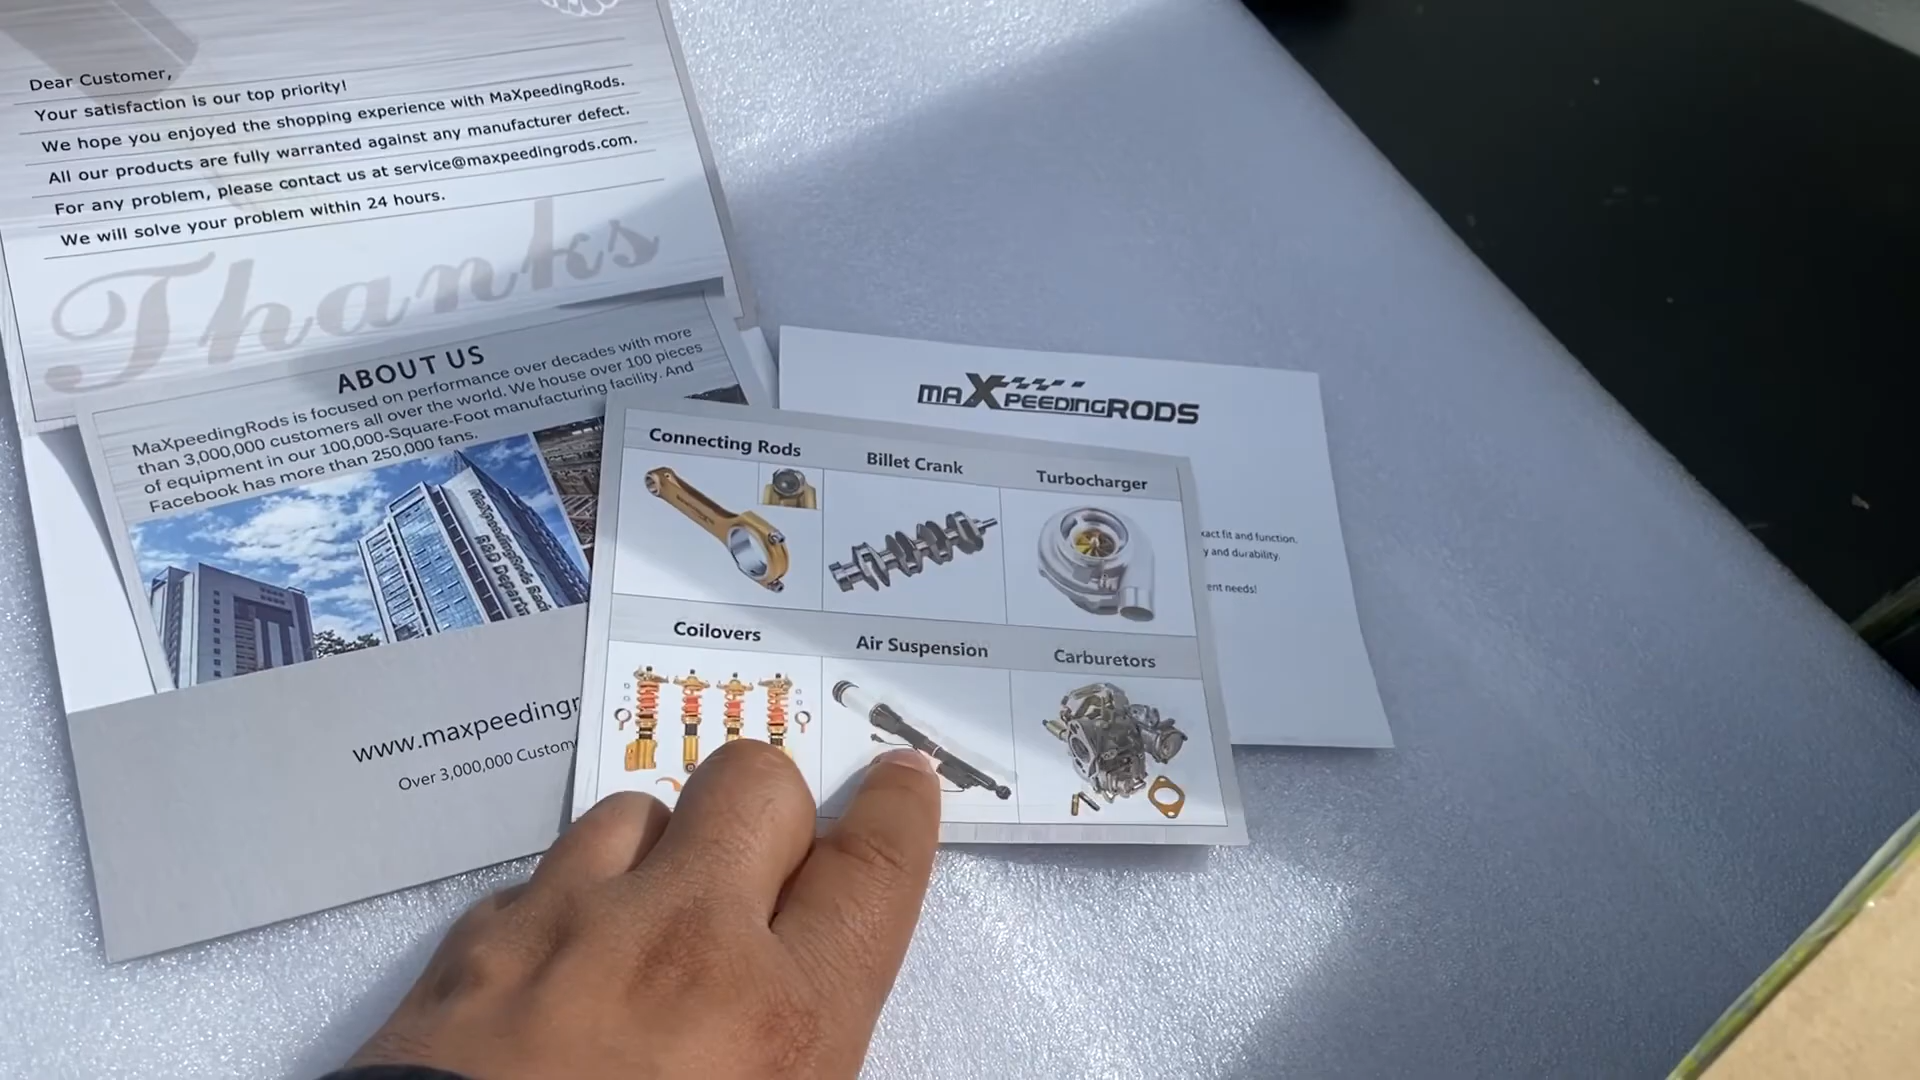 Dear Customer,
Your satisfaction is our top priority!
We hope you enjoyed the shopping experience with MaXpeedingRods.
All our products are fully warranted against any manufacturer defect.
For any problem, please contact us at service@maxpeedingrods.com.
We will solve your problem within 24 hours.
Thanks
ABOUT US
MaXpeedingRods is focused on performance over decades with more
than 3,000,000 customers all over the world. We house over 100 pieces
of equipment in our 100,000-Square-Foot manufacturing facility. And
Facebook has more than 250,000 fans.
MaXpeedingRods
R&D
www.maxpeedingr
Over 3,000,000 Custom
maXpeedingRODS
xact fit and function.
y and durability.
ent needs!
Connecting Rods
Billet Crank
Turbocharger
Coilovers
Air Suspension
Carburetors